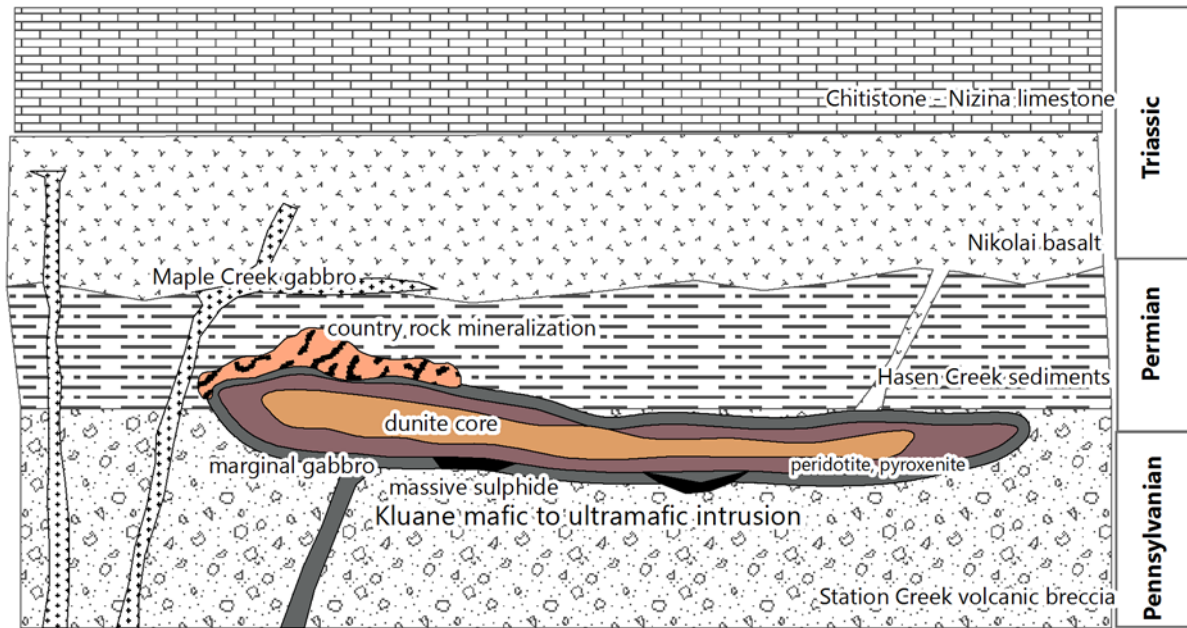 Chitistone - Nizina limestone
Triassic
Nikolai basalt
Maple Creek gabbro
country rock mineralization
Permian
Hasen Creek sediments
dunite core
marginal gabbro
peridotite, pyroxenite
massive sulphide
Kluane mafic to ultramafic intrusion
Pennsylvanian
Station Creek volcanic breccia